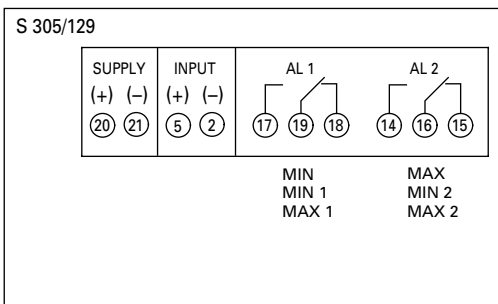 S 305/129
SUPPLY INPUT AL 1 AL 2
(+) (–) (+) (–)
20 21 5 2 17 19 18 14 16 15
MIN MAX
MIN 1 MIN 2
MAX 1 MAX 2